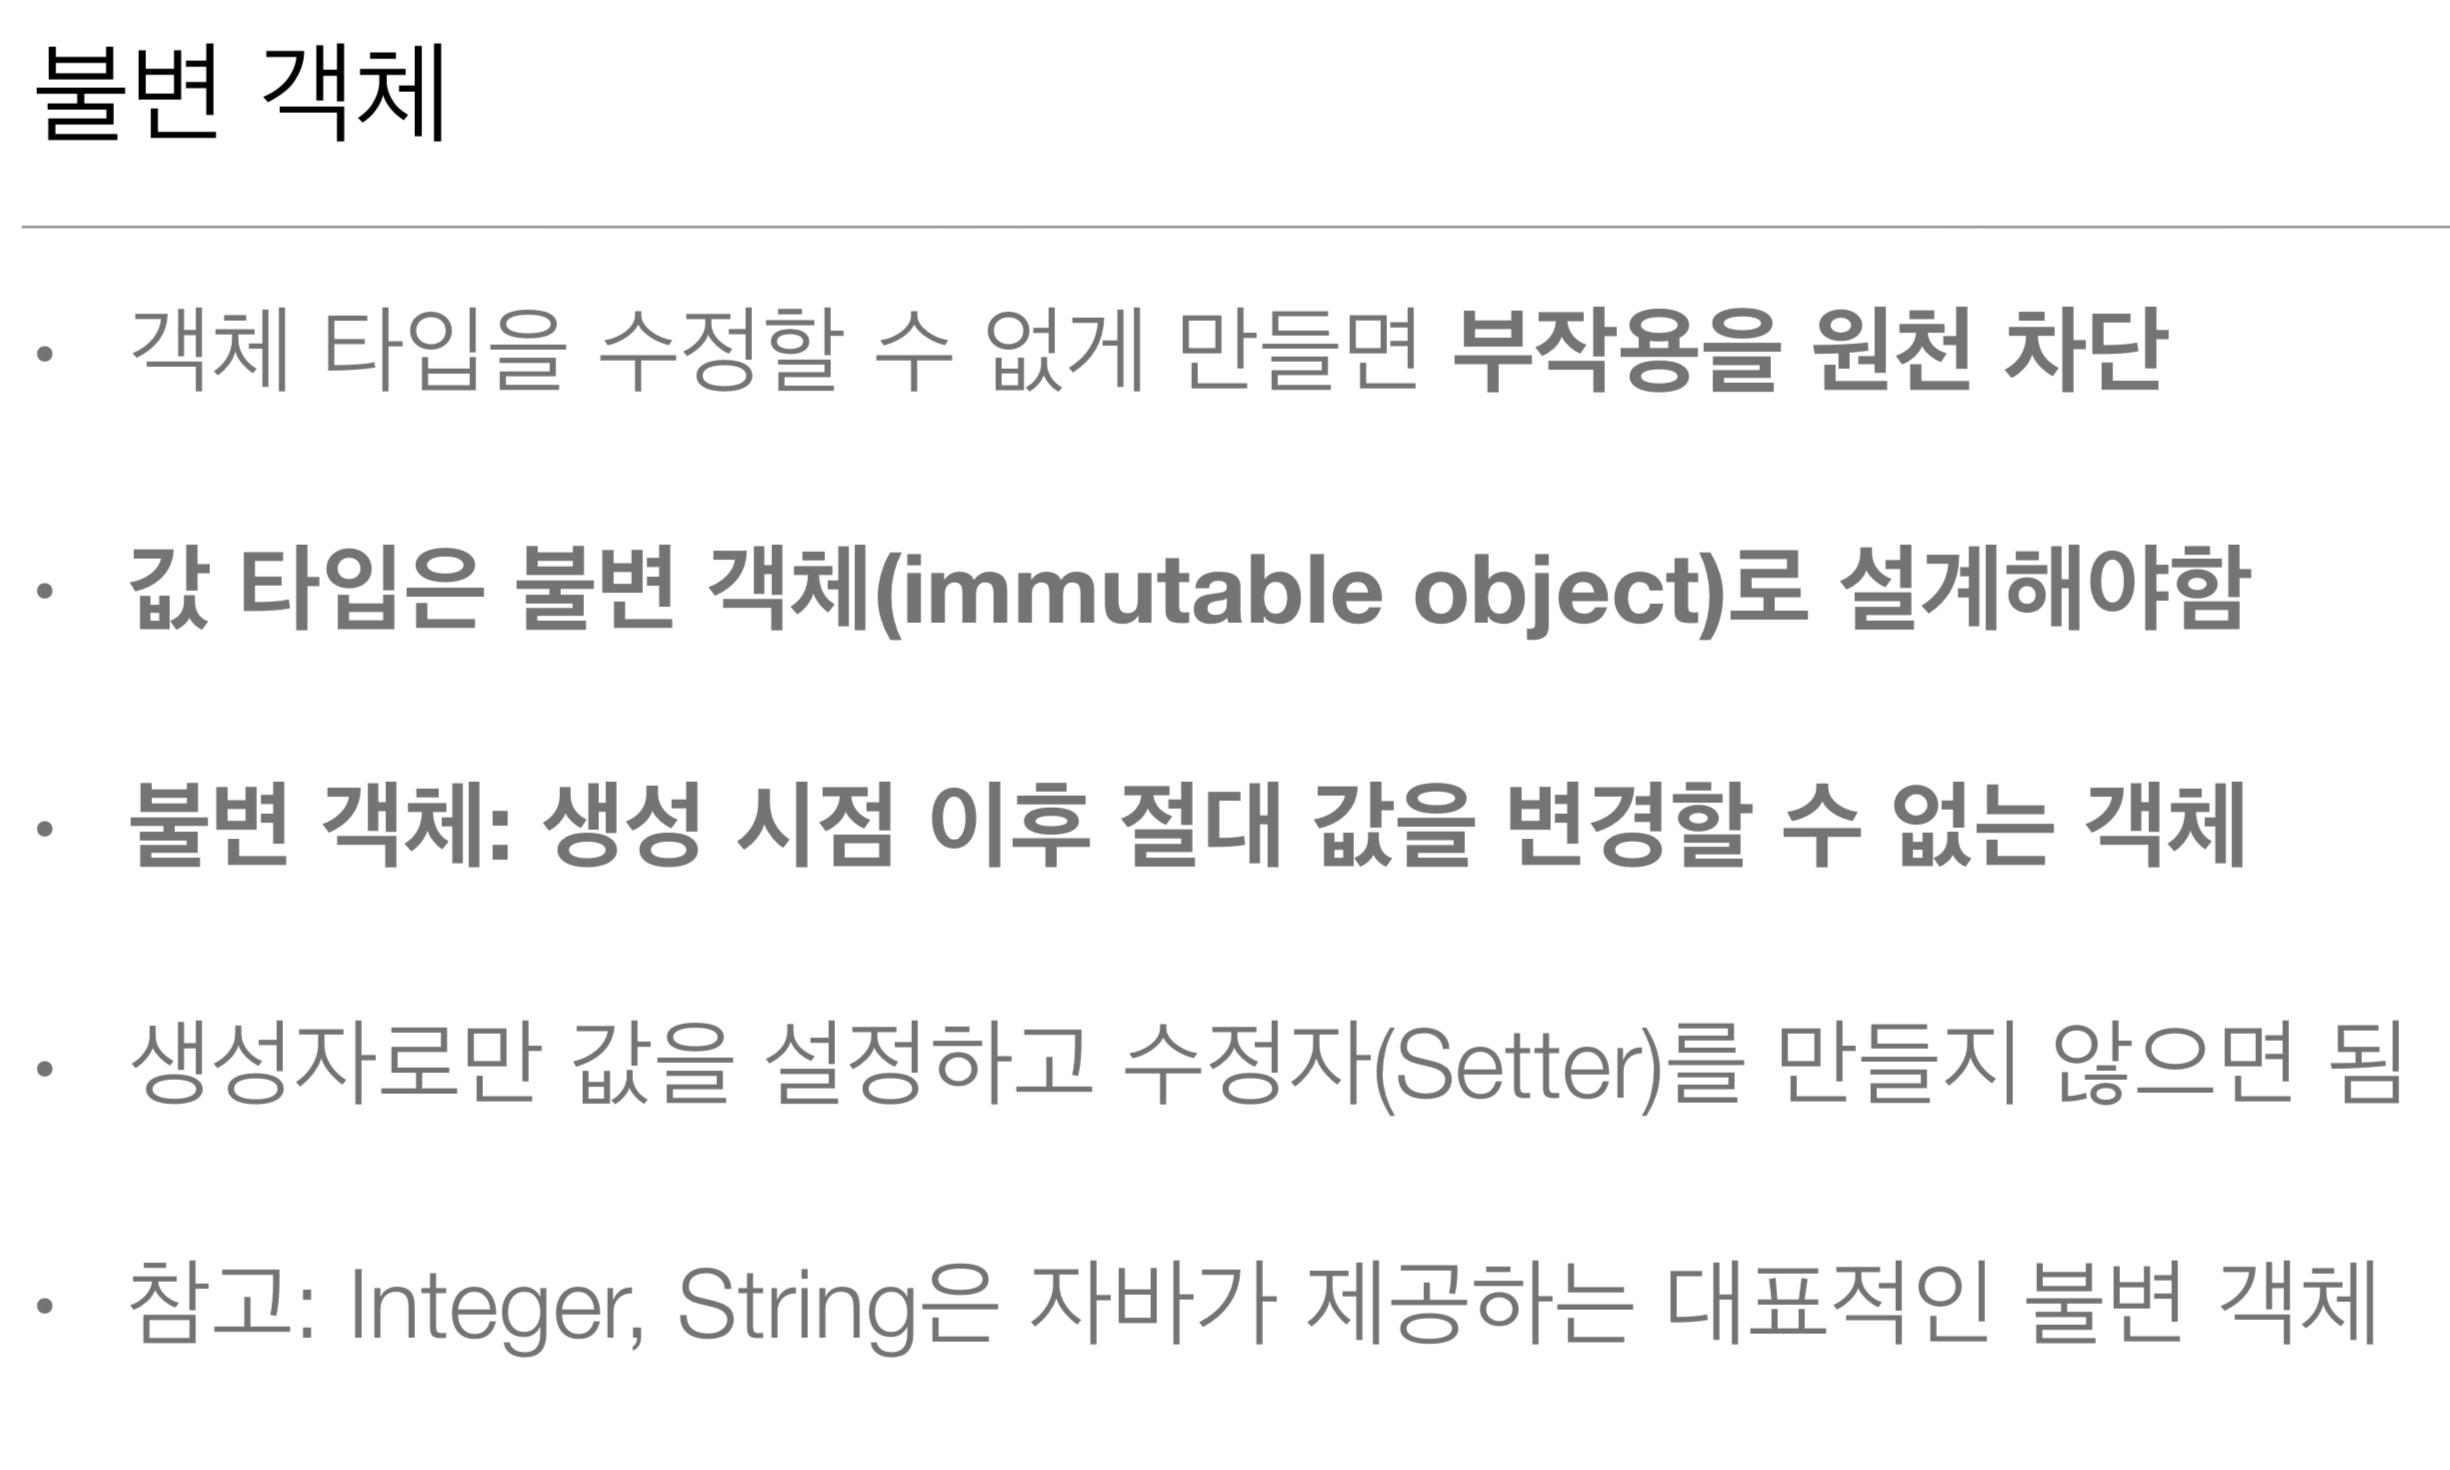 불변 객체
• 객체 타입을 수정할 수 없게 만들면 부작용을 원천 차단
• 값 타입은 불변 객체(immutable object)로 설계해야함
• 불변 객체: 생성 시점 이후 절대 값을 변경할 수 없는 객체
• 생성자로만 값을 설정하고 수정자(Setter)를 만들지 않으면 됨
• 참고: Integer, String은 자바가 제공하는 대표적인 불변 객체